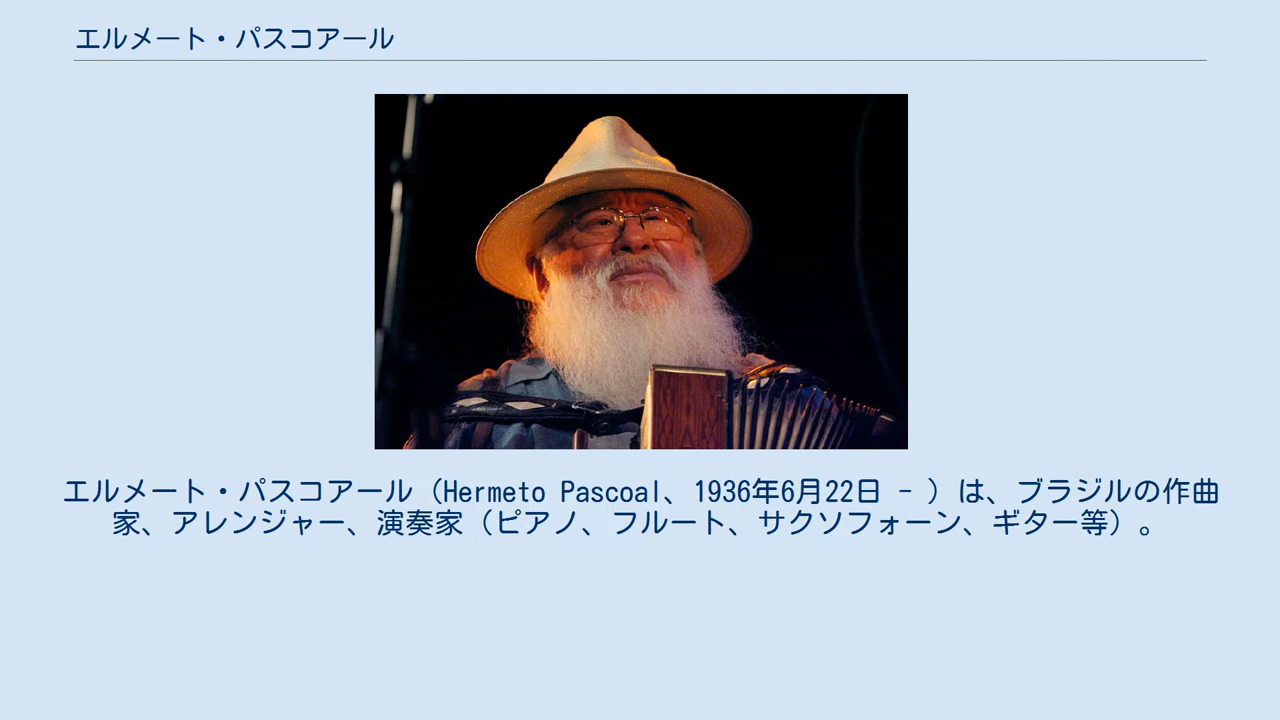 エルメート・パスコアール
エルメート・パスコアール（Hermeto Pascoal、1936年6月22日 - ）は、ブラジルの作曲
家、アレンジャー、演奏家（ピアノ、フルート、サクソフォーン、ギター等）。